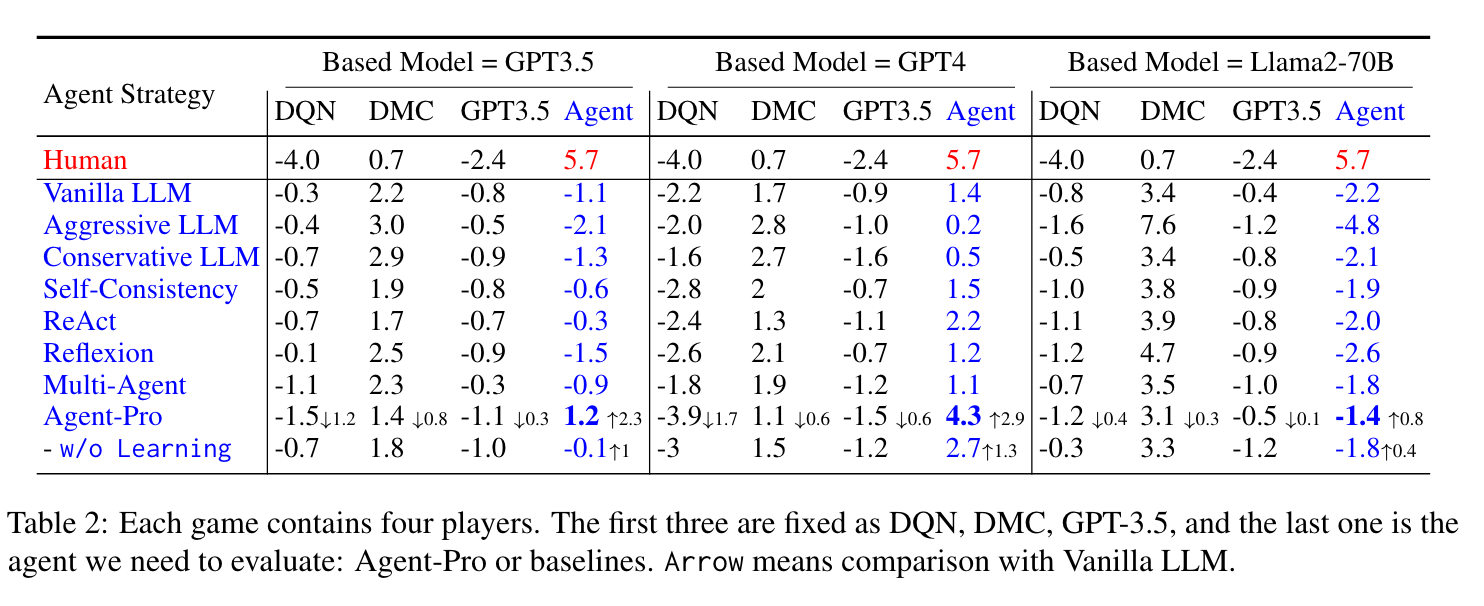 Based Model = GPT3.5 Based Model = GPT4 Based Model = Llama2-70B
Agent Strategy
DQN DMC GPT3.5 Agent DQN DMC GPT3.5 Agent DQN DMC GPT3.5 Agent
Human -4.0 0.7 -2.4 5.7 -4.0 0.7 -2.4 5.7 -4.0 0.7 -2.4 5.7
Vanilla LLM -0.3 2.2 -0.8 -1.1 -2.2 1.7 -0.9 1.4 -0.8 3.4 -0.4 -2.2
Aggressive LLM -0.4 3.0 -0.5 -2.1 -2.0 2.8 -1.0 0.2 -1.6 7.6 -1.2 -4.8
Conservative LLM -0.7 2.9 -0.9 -1.3 -1.6 2.7 -1.6 0.5 -0.5 3.4 -0.8 -2.1
Self-Consistency -0.5 1.9 -0.8 -0.6 -2.8 2 -0.7 1.5 -1.0 3.8 -0.9 -1.9
ReAct -0.7 1.7 -0.7 -0.3 -2.4 1.3 -1.1 2.2 -1.1 3.9 -0.8 -2.0
Reflexion -0.1 2.5 -0.9 -1.5 -2.6 2.1 -0.7 1.2 -1.2 4.7 -0.9 -2.6
Multi-Agent -1.1 2.3 -0.3 -0.9 -1.8 1.9 -1.2 1.1 -0.7 3.5 -1.0 -1.8
Agent-Pro -1.5↓1.2 1.4 ↓0.8 -1.1 ↓0.3 1.2 ↑2.3 -3.9↓1.7 1.1 ↓0.6 -1.5 ↓0.6 4.3 ↑2.9 -1.2 ↓0.4 3.1 ↓0.3 -0.5 ↓0.1 -1.4 ↑0.8
- w/o Learning -0.7 1.8 -1.0 -0.1↑1 -3 1.5 -1.2 2.7↑1.3 -0.3 3.3 -1.2 -1.8↑0.4
Table 2: Each game contains four players. The first three are fixed as DQN, DMC, GPT-3.5, and the last one is the
agent we need to evaluate: Agent-Pro or baselines. Arrow means comparison with Vanilla LLM.